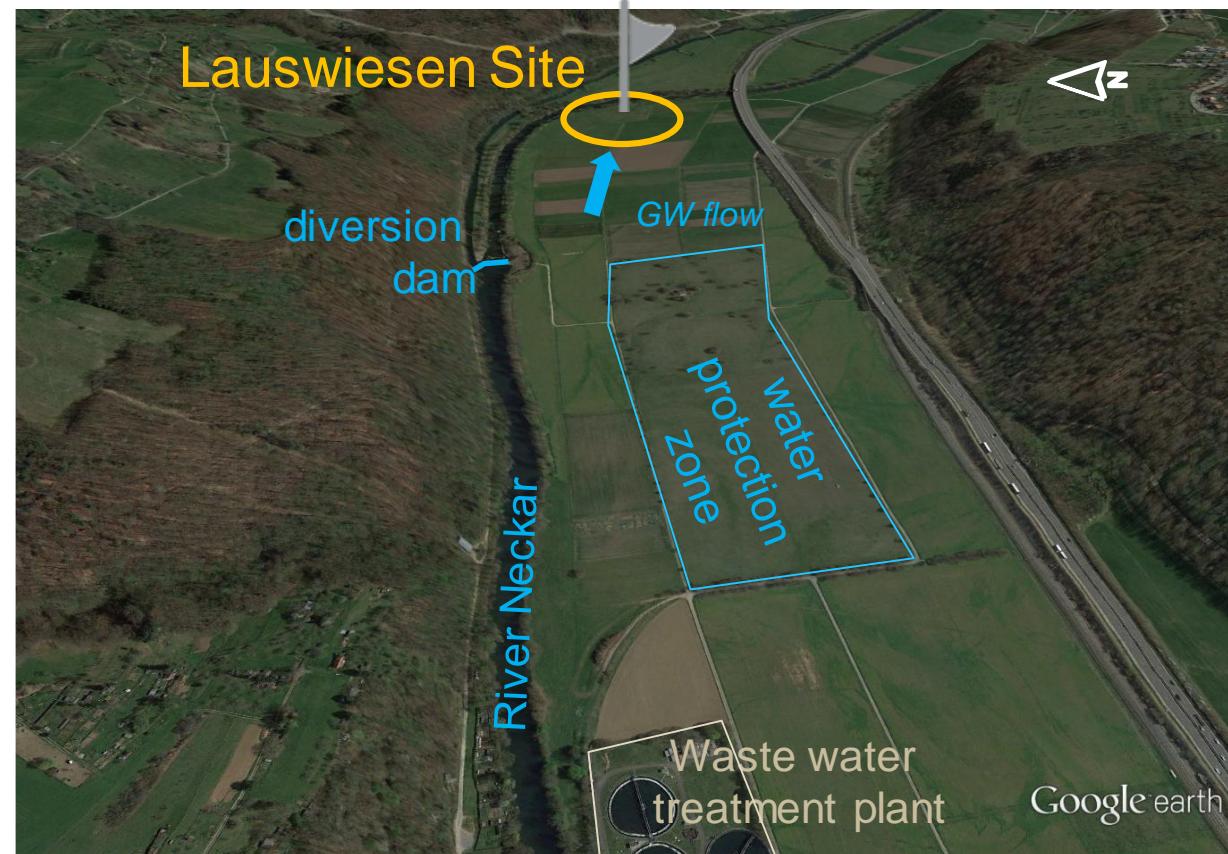 Lauswiesen Site
N
diversion
dam
GW flow
water
protection
zone
River Neckar
Waste water
treatment plant
Google earth